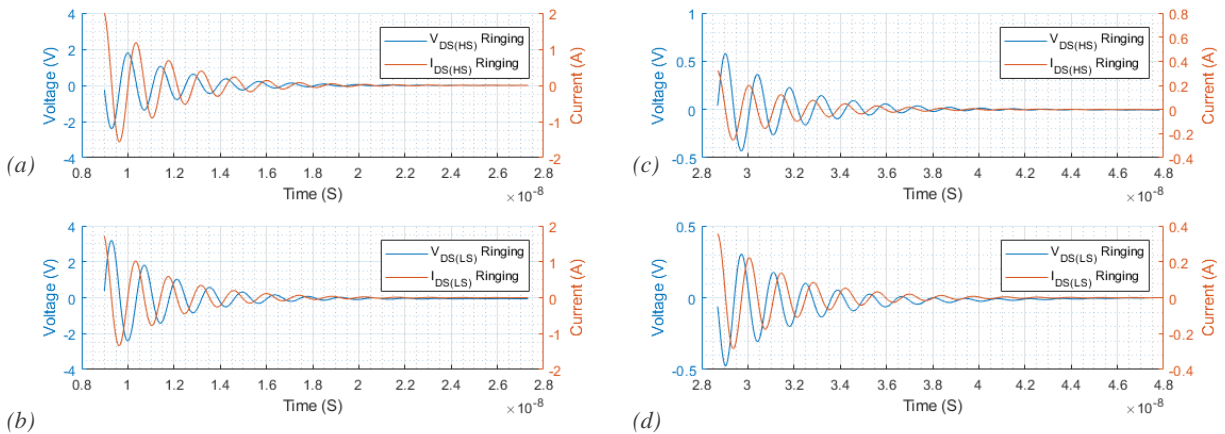 (a)
4
2
0
-2
-4
Voltage (V)
2
1
0
-1
-2
Current (A)
V_DS(HS) Ringing
I_DS(HS) Ringing
0.8 1 1.2 1.4 1.6 1.8 2 2.2 2.4 2.6 2.8
Time (S)
× 10^-8
(c)
1
0.5
0
-0.5
Voltage (V)
0.8
0.6
0.4
0.2
0
-0.2
-0.4
Current (A)
V_DS(HS) Ringing
I_DS(HS) Ringing
2.8 3 3.2 3.4 3.6 3.8 4 4.2 4.4 4.6 4.8
Time (S)
× 10^-8
(b)
4
2
0
-2
-4
Voltage (V)
2
1
0
-1
-2
Current (A)
V_DS(LS) Ringing
I_DS(LS) Ringing
0.8 1 1.2 1.4 1.6 1.8 2 2.2 2.4 2.6 2.8
Time (S)
× 10^-8
(d)
0.5
0
-0.5
Voltage (V)
0.4
0.2
0
-0.2
-0.4
Current (A)
V_DS(LS) Ringing
I_DS(LS) Ringing
2.8 3 3.2 3.4 3.6 3.8 4 4.2 4.4 4.6 4.8
Time (S)
× 10^-8